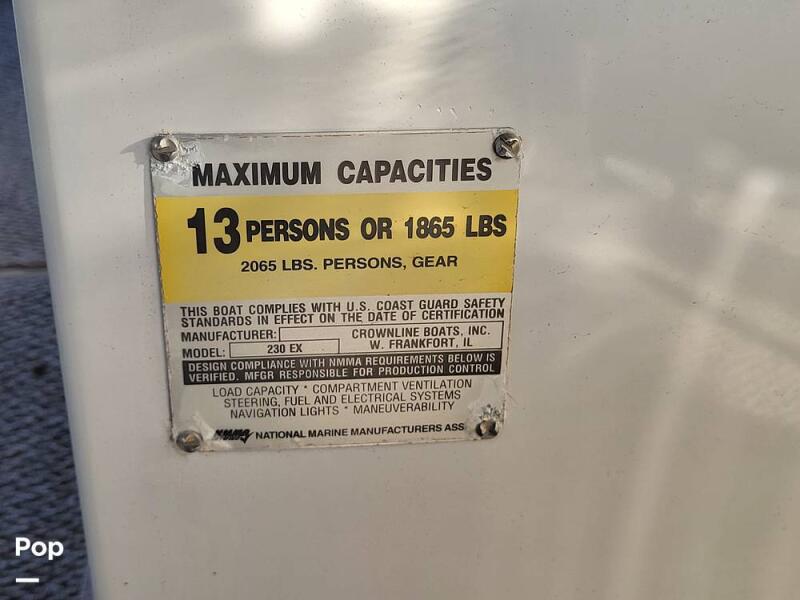 MAXIMUM CAPACITIES
13 PERSONS OR 1865 LBS
2065 LBS. PERSONS, GEAR
THIS BOAT COMPLIES WITH U.S. COAST GUARD SAFETY
STANDARDS IN EFFECT ON THE DATE OF CERTIFICATION
MANUFACTURER: CROWNLINE BOATS, INC.
MODEL: 230 EX W. FRANKFORT, IL
DESIGN COMPLIANCE WITH NMMA REQUIREMENTS BELOW IS
VERIFIED. MFGR RESPONSIBLE FOR PRODUCTION CONTROL
LOAD CAPACITY * COMPARTMENT VENTILATION
STEERING, FUEL AND ELECTRICAL SYSTEMS
NAVIGATION LIGHTS * MANEUVERABILITY
NMMA NATIONAL MARINE MANUFACTURERS ASS
Pop